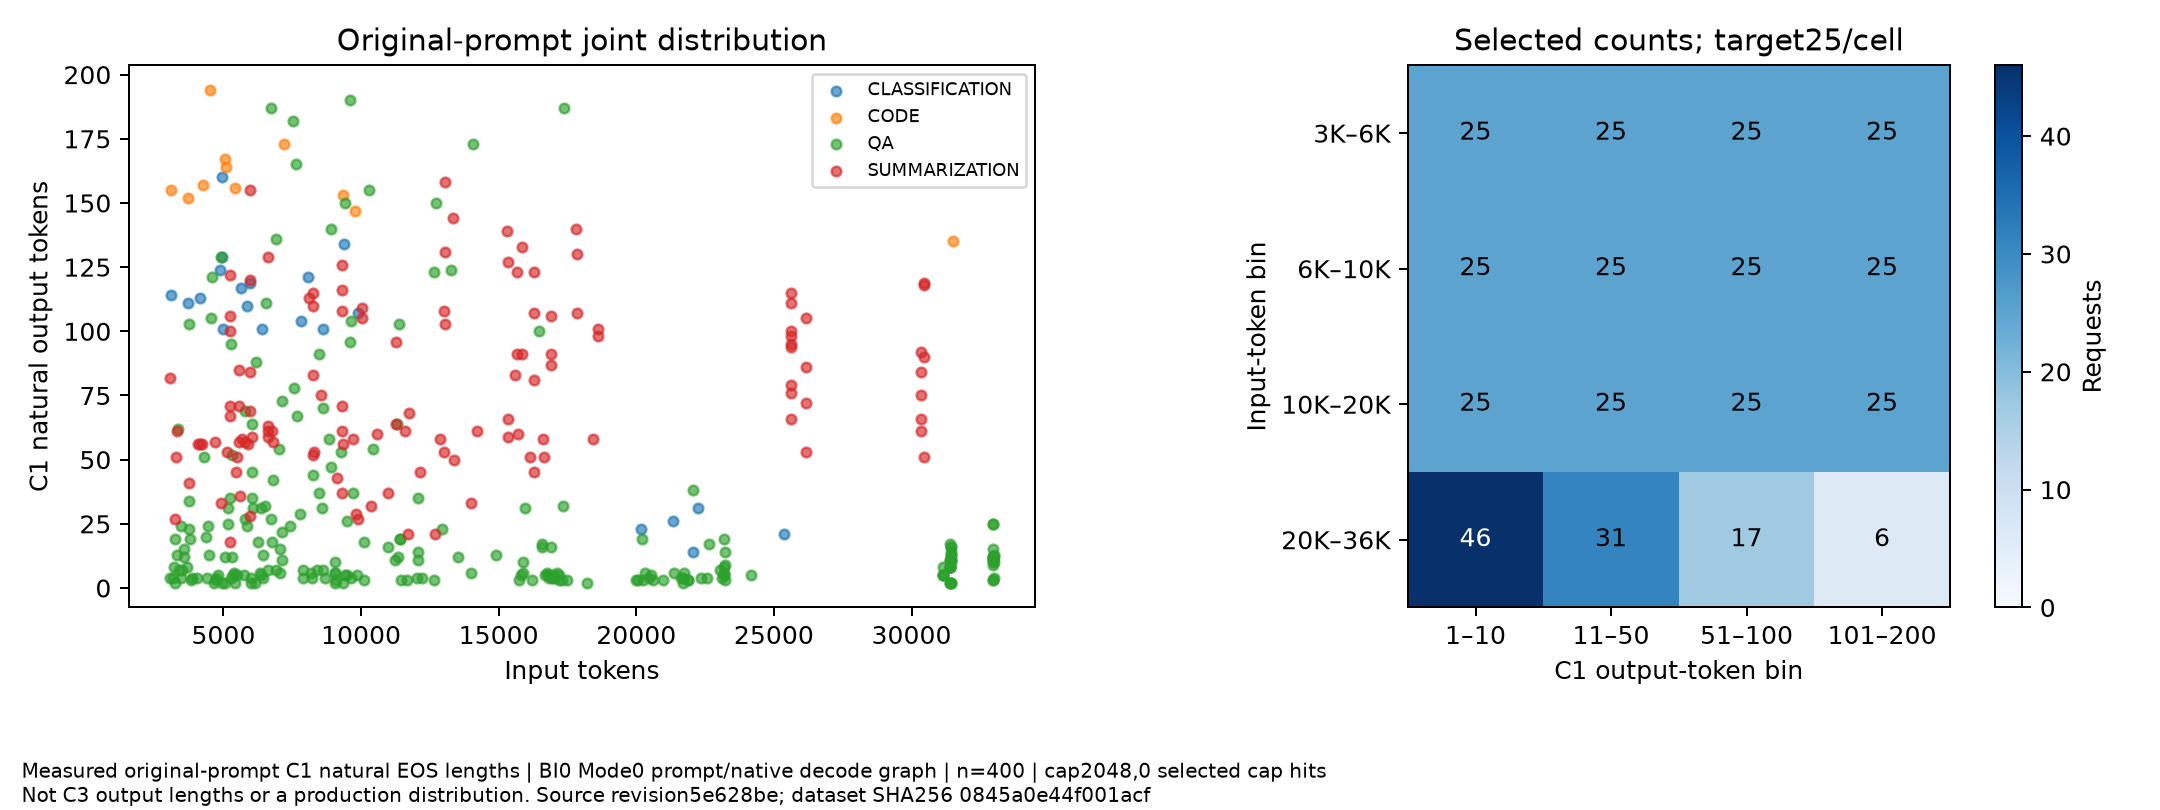 Original-prompt joint distribution
200
175
150
125
100
75
50
25
0
C1 natural output tokens
CLASSIFICATION
CODE
QA
SUMMARIZATION
5000 10000 15000 20000 25000 30000
Input tokens
Selected counts; target25/cell
Input-token bin
3K–6K 25 25 25 25
6K–10K 25 25 25 25
10K–20K 25 25 25 25
20K–36K 46 31 17 6
1–10 11–50 51–100 101–200
C1 output-token bin
40
30
20
10
0
Requests
Measured original-prompt C1 natural EOS lengths | BI0 Mode0 prompt/native decode graph | n=400 | cap2048,0 selected cap hits
Not C3 output lengths or a production distribution. Source revision5e628be; dataset SHA256 0845a0e44f001acf